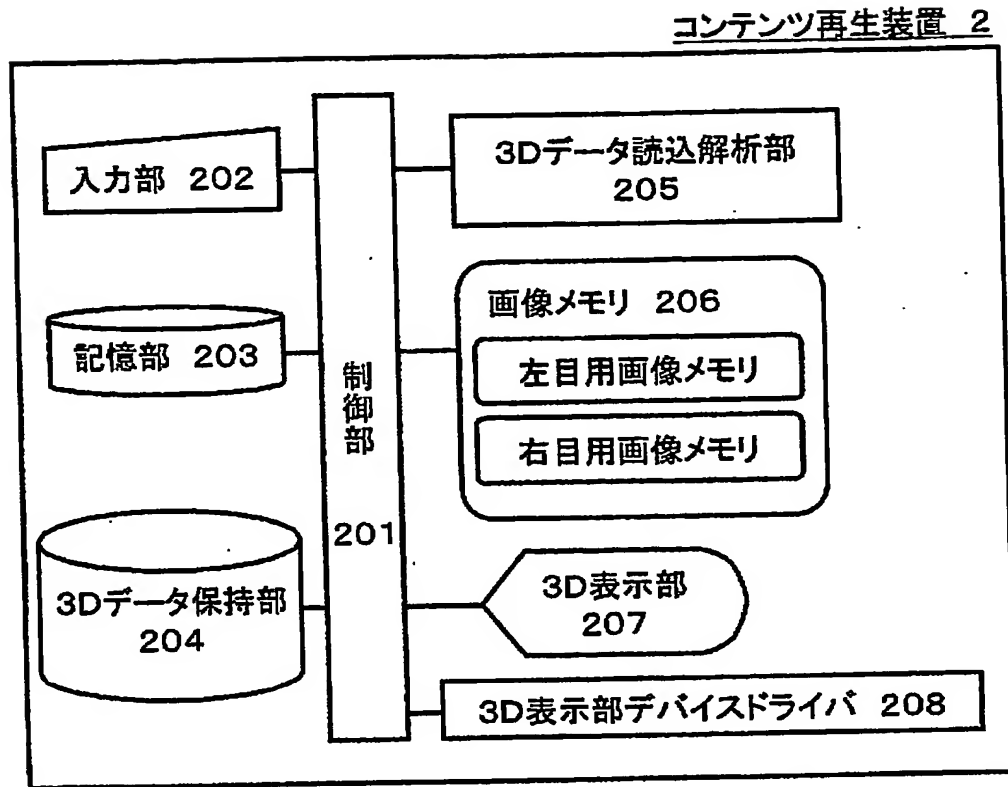 コンテンツ再生装置 2
入力部 202
記憶部 203
3Dデータ保持部
204
制御部
201
3Dデータ読込解析部
205
画像メモリ 206
左目用画像メモリ
右目用画像メモリ
3D表示部
207
3D表示部デバイスドライバ 208